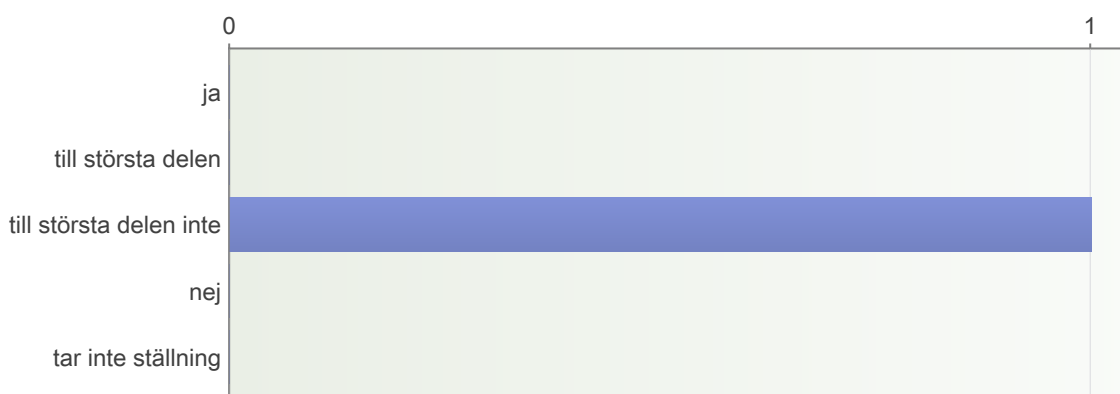 0 1
ja
till största delen
till största delen inte
nej
tar inte ställning